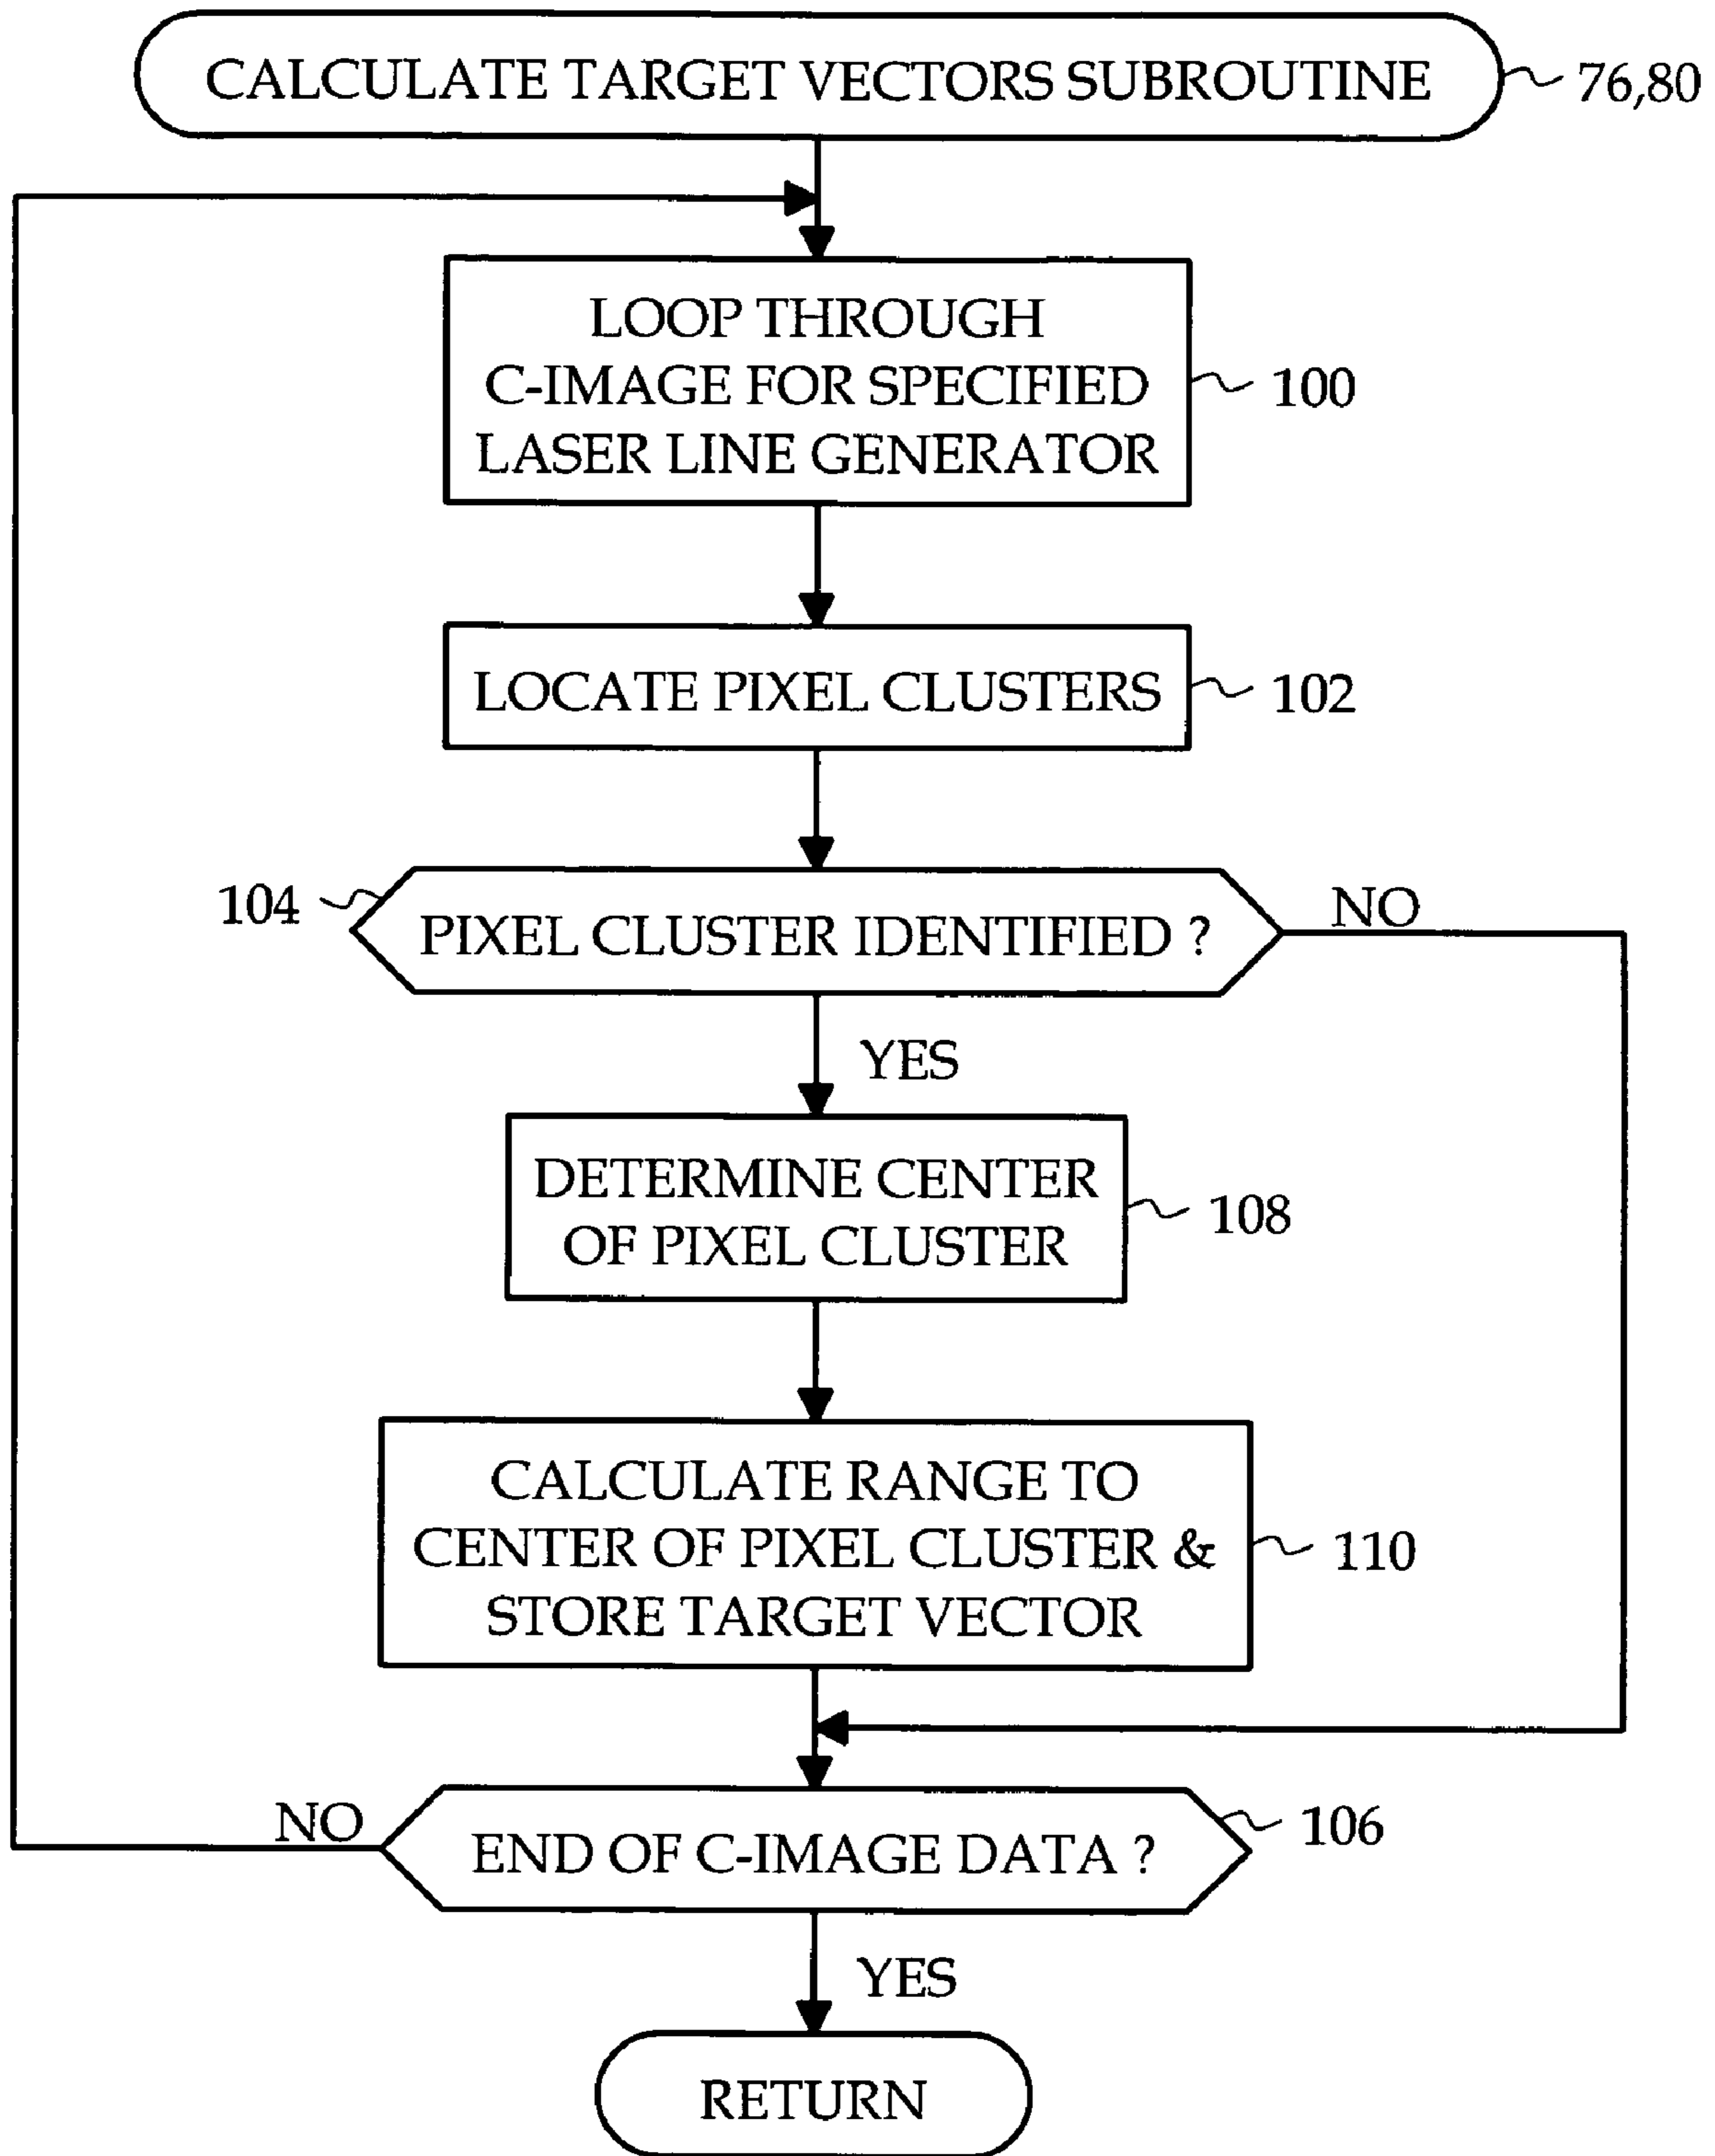 CALCULATE TARGET VECTORS SUBROUTINE
76,80
LOOP THROUGH
C-IMAGE FOR SPECIFIED
LASER LINE GENERATOR
100
LOCATE PIXEL CLUSTERS
102
104
PIXEL CLUSTER IDENTIFIED ?
NO
YES
DETERMINE CENTER
OF PIXEL CLUSTER
108
CALCULATE RANGE TO
CENTER OF PIXEL CLUSTER &
STORE TARGET VECTOR
110
NO
END OF C-IMAGE DATA ?
106
YES
RETURN